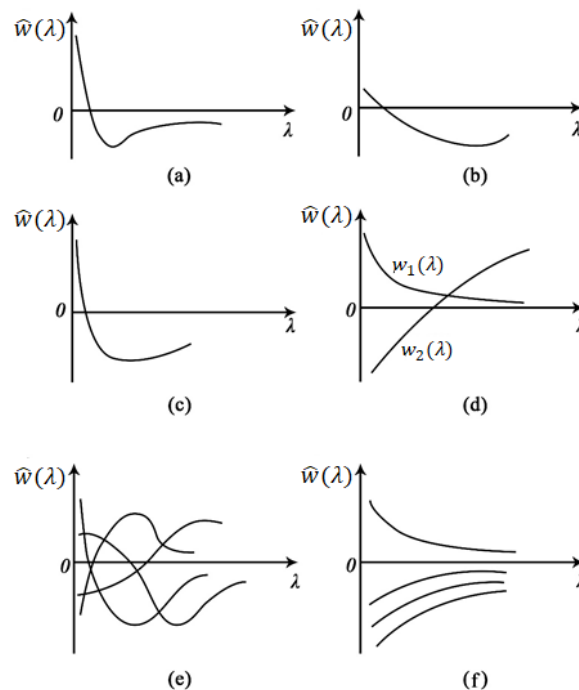 ŵ(λ) ŵ(λ)
0 λ 0 λ
(a) (b)
ŵ(λ) ŵ(λ)
w₁(λ)
0 λ 0 λ
w₂(λ)
(c) (d)
ŵ(λ) ŵ(λ)
0 λ 0 λ
(e) (f)